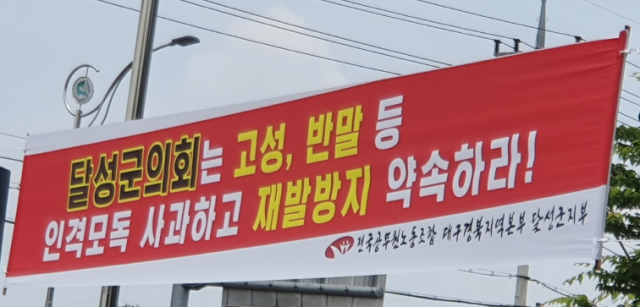 달성군의회는 고성, 반말 등
인격모독 사과하고 재발방지 약속하라!
전국공무원노동조합 대구경북지역본부 달성군지부